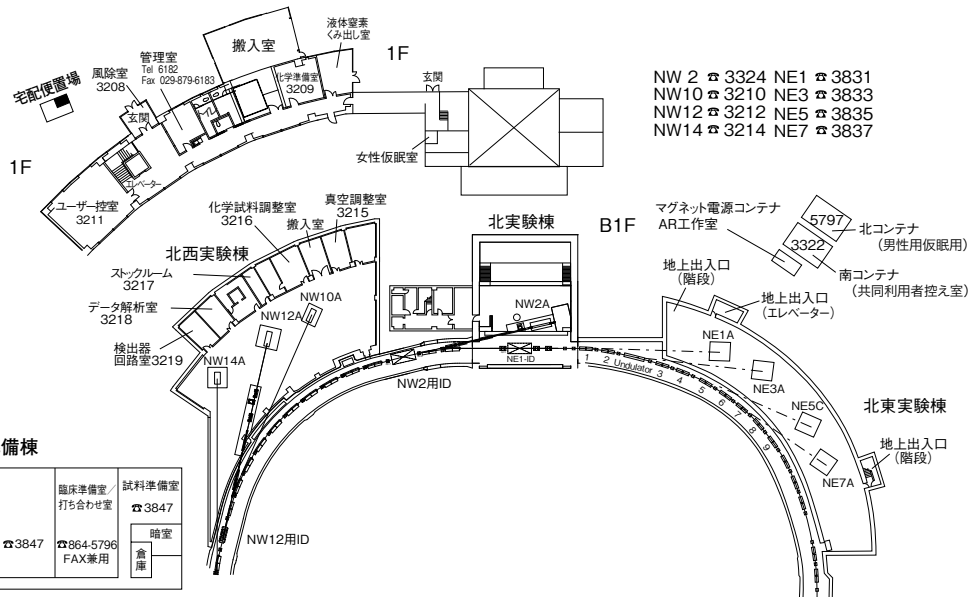 1F
宅配便置場
風除室
3208
玄関
管理室
Tel 6182
Fax 029-879-6183
搬入室
液体窒素
くみ出し室
化学準備室
3209
1F
エレベーター
ユーザー控室
3211
玄関
女性仮眠室
NW 2 ☎ 3324 NE1 ☎ 3831
NW10 ☎ 3210 NE3 ☎ 3833
NW12 ☎ 3212 NE5 ☎ 3835
NW14 ☎ 3214 NE7 ☎ 3837
北西実験棟
化学試料調整室
3216
搬入室
真空調整室
3215
ストックルーム
3217
データ解析室
3218
検出器
回路室3219
NW14A
NW12A
NW10A
北実験棟
NW2A
NE1-ID
NW2用ID
NW12用ID
B1F
マグネット電源コンテナ
AR工作室
5797
3322
北コンテナ
(男性用仮眠用)
南コンテナ
(共同利用者控え室)
地上出入口
(階段)
地上出入口
(エレベーター)
1 2 Undulator 3 4 5 6 7 8 9
NE1A
NE3A
NE5C
NE7A
北東実験棟
地上出入口
(階段)
備棟
☎3847
臨床準備室/
打ち合わせ室
☎864-5796
FAX兼用
試料準備室
☎3847
暗室
倉庫